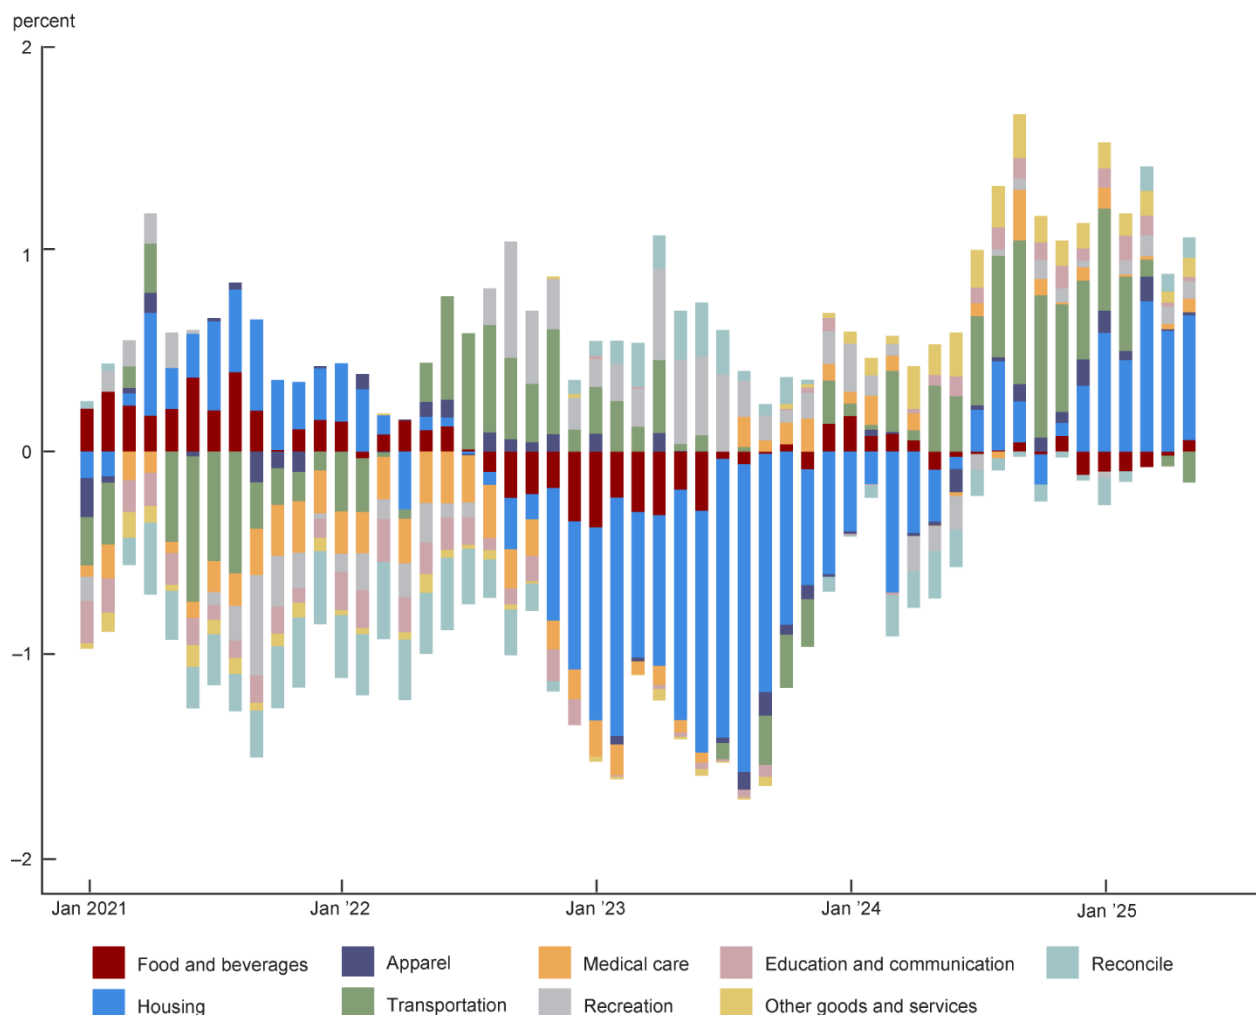 percent
2
1
0
–1
–2
Jan 2021 Jan ’22 Jan ’23 Jan ’24 Jan ’25
Food and beverages Apparel Medical care Education and communication Reconcile
Housing Transportation Recreation Other goods and services